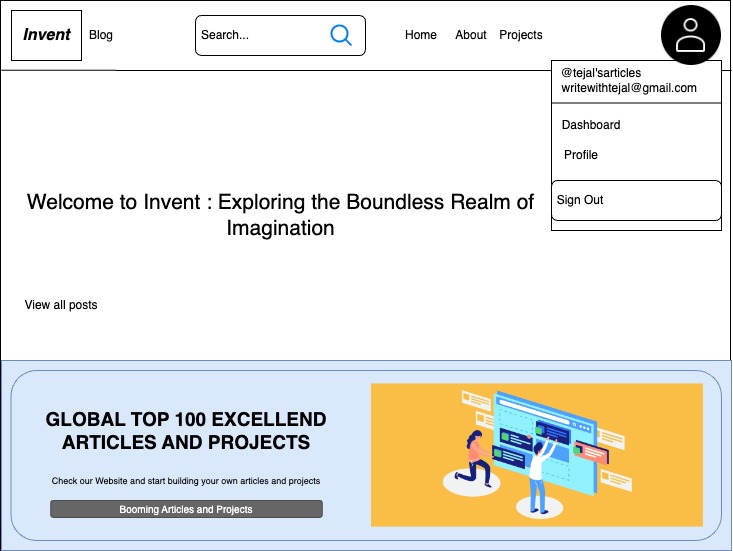 Invent
Blog
Search...
Home
About
Projects
@tejal'sarticles
writewithtejal@gmail.com
Dashboard
Profile
Sign Out
Welcome to Invent : Exploring the Boundless Realm of
Imagination
View all posts
GLOBAL TOP 100 EXCELLEND
ARTICLES AND PROJECTS
Check our Website and start building your own articles and projects
Booming Articles and Projects